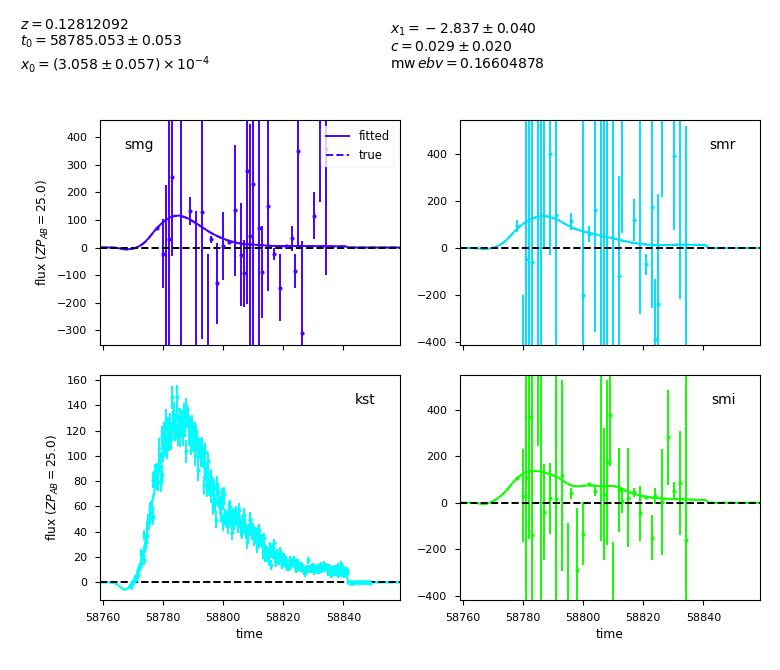 z = 0.12812092
t₀ = 58785.053 ± 0.053
x₀ = (3.058 ± 0.057) × 10⁻⁴
x₁ = −2.837 ± 0.040
c = 0.029 ± 0.020
mw ebv = 0.16604878
smg
fitted
true
400
300
200
100
0
−100
−200
−300
flux (ZP_AB = 25.0)
smr
400
200
0
−200
−400
kst
160
140
120
100
80
60
40
20
0
flux (ZP_AB = 25.0)
58760 58780 58800 58820 58840
time
smi
400
200
0
−200
−400
58760 58780 58800 58820 58840
time